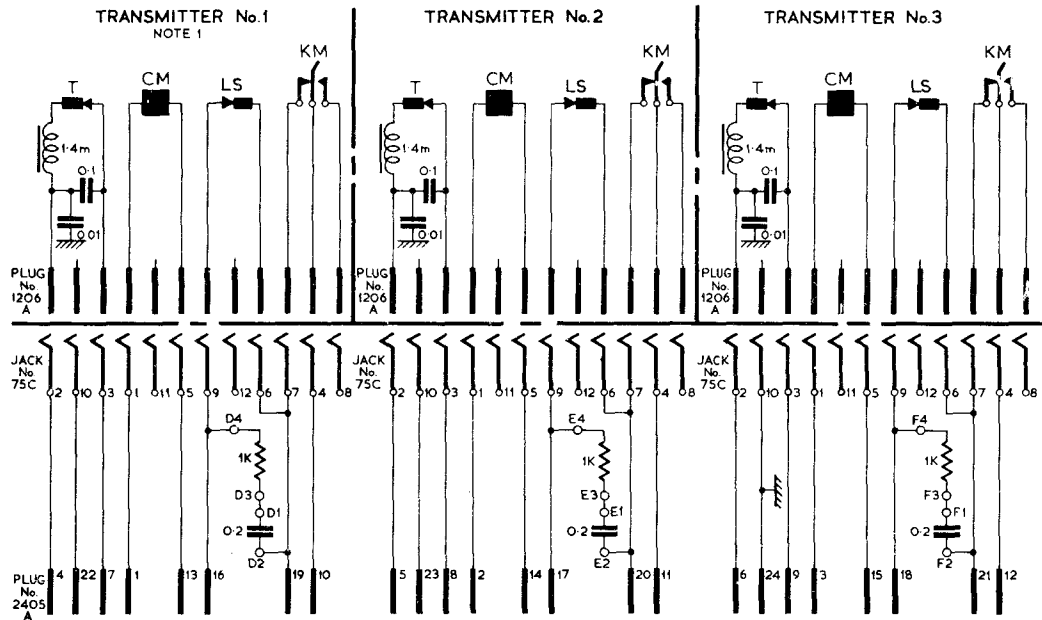 TRANSMITTER No.1 TRANSMITTER No.2 TRANSMITTER No.3
NOTE 1
KM KM KM
T CM LS T CM LS T CM LS
1·4m 1·4m 1·4m
0·1 0·1 0·1
0·01 0·01 0·01
PLUG No. 1206 A PLUG No. 1206 A PLUG No. 1206 A
JACK No. 75C JACK No. 75C JACK No. 75C
2 10 3 1 11 5 9 12 6 7 4 8 2 10 3 1 11 5 9 12 6 7 4 8 2 10 3 1 11 5 9 12 6 7 4 8
D4 E4 F4
1K 1K 1K
D3 E3 F3
D1 E1 F1
0·2 0·2 0·2
D2 E2 F2
PLUG No. 2405 A
4 22 7 1 13 16 19 10 5 23 8 2 14 17 20 11 6 24 9 3 15 18 21 12